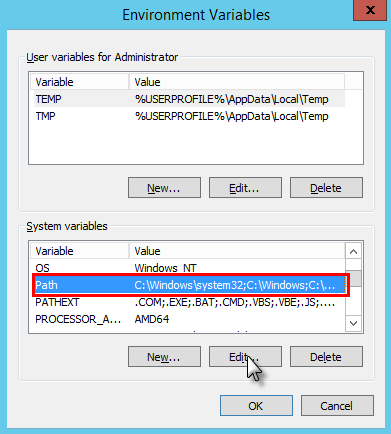 Environment Variables
x
User variables for Administrator
Variable Value
TEMP %USERPROFILE%\AppData\Local\Temp
TMP %USERPROFILE%\AppData\Local\Temp
New... Edit... Delete
System variables
Variable Value
OS Windows_NT
Path C:\Windows\system32;C:\Windows;C:\...
PATHEXT .COM;.EXE;.BAT;.CMD;.VBS;.VBE;.JS;....
PROCESSOR_A... AMD64
New... Edit... Delete
OK Cancel